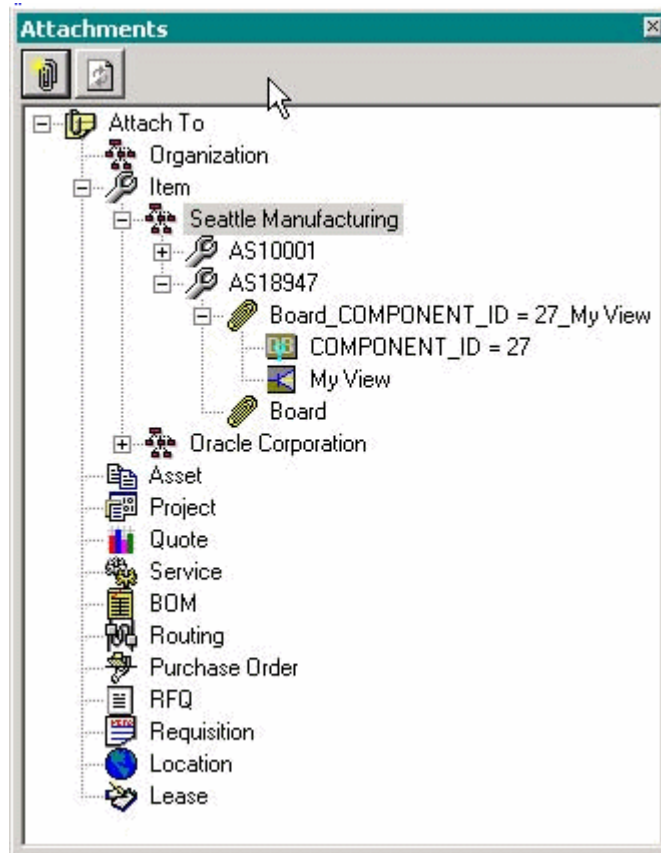 Attachments
Attach To
Organization
Item
Seattle Manufacturing
AS10001
AS18947
Board_COMPONENT_ID = 27_My View
COMPONENT_ID = 27
My View
Board
Oracle Corporation
Asset
Project
Quote
Service
BOM
Routing
Purchase Order
RFQ
Requisition
Location
Lease